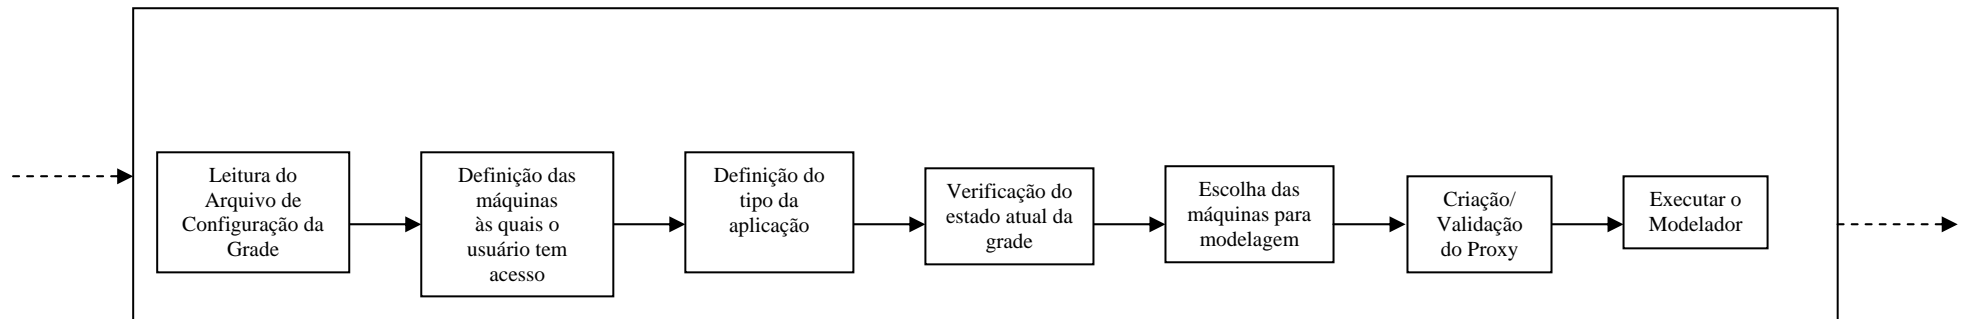 Leitura do
Arquivo de
Configuração da
Grade
Definição das
máquinas
às quais o
usuário tem
acesso
Definição do
tipo da
aplicação
Verificação do
estado atual da
grade
Escolha das
máquinas para
modelagem
Criação/
Validação
do Proxy
Executar o
Modelador